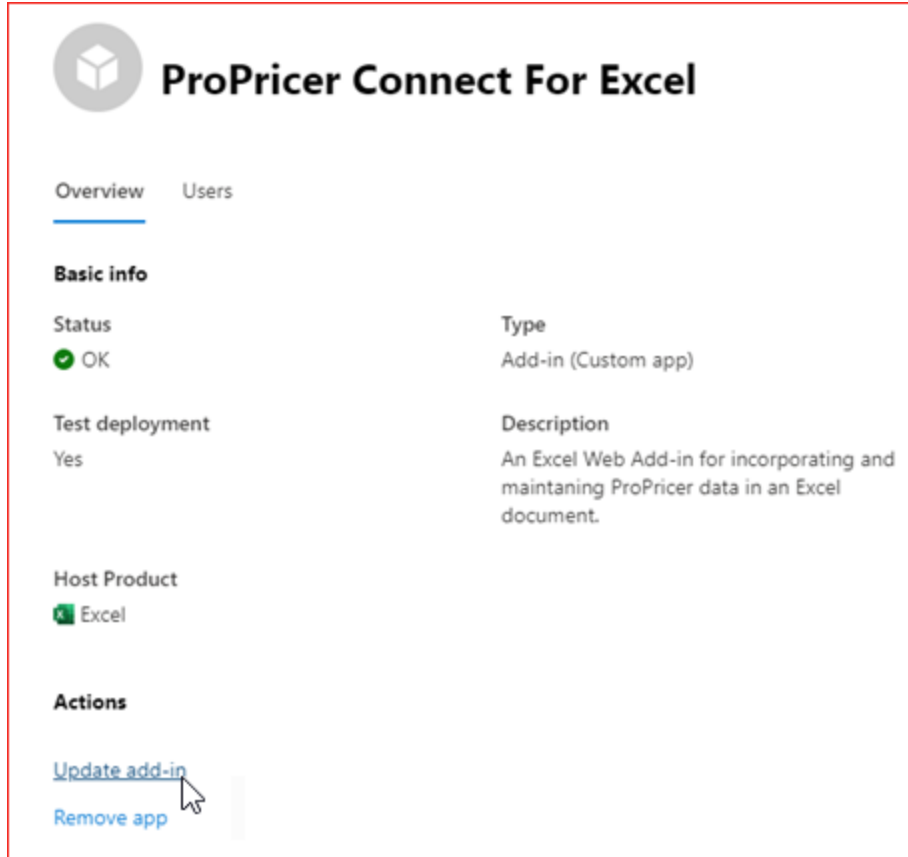 ProPricer Connect For Excel
Overview Users
Basic info
Status
OK
Type
Add-in (Custom app)
Test deployment
Yes
Description
An Excel Web Add-in for incorporating and
maintaning ProPricer data in an Excel
document.
Host Product
Excel
Actions
Update add-in
Remove app